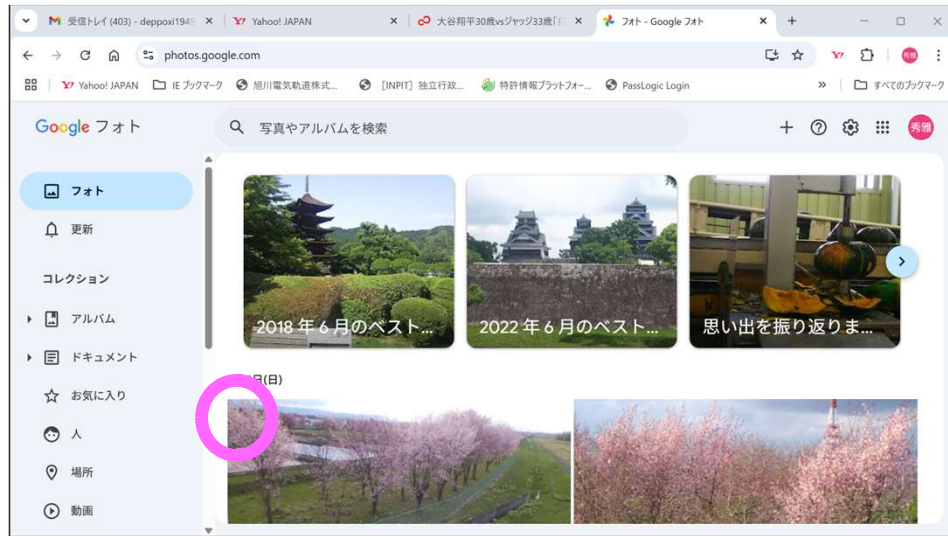 受信トレイ (403) - deppoxi1949
Yahoo! JAPAN
大谷翔平30歳vsジャッジ33歳「
フォト - Google フォト
photos.google.com
Yahoo! JAPAN
IE ブックマーク
旭川電気軌道株式...
[INPIT] 独立行政...
特許情報プラットフォー...
PassLogic Login
»
すべてのブックマーク
Google フォト
写真やアルバムを検索
秀雅
フォト
更新
コレクション
アルバム
ドキュメント
お気に入り
人
場所
動画
2018 年 6 月のベスト...
2022 年 6 月のベスト...
思い出を振り返りま...
日(日)